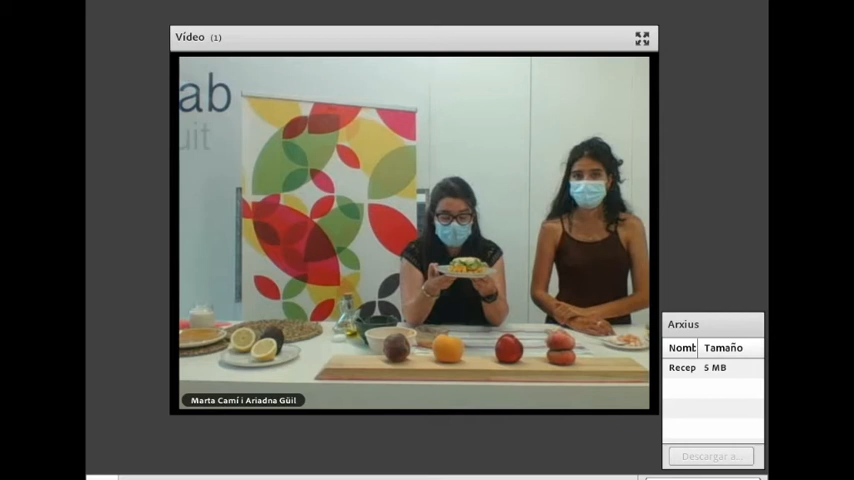 Vídeo (1)
ab
uit
Marta Camí i Ariadna Güil
Arxius
Nomb Tamaño
Recep 5 MB
Descargar a...